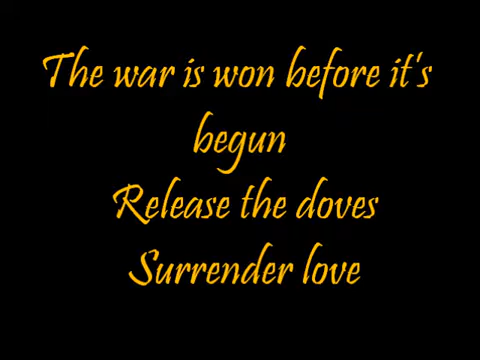 The war is won before it's
begun
Release the doves
Surrender love